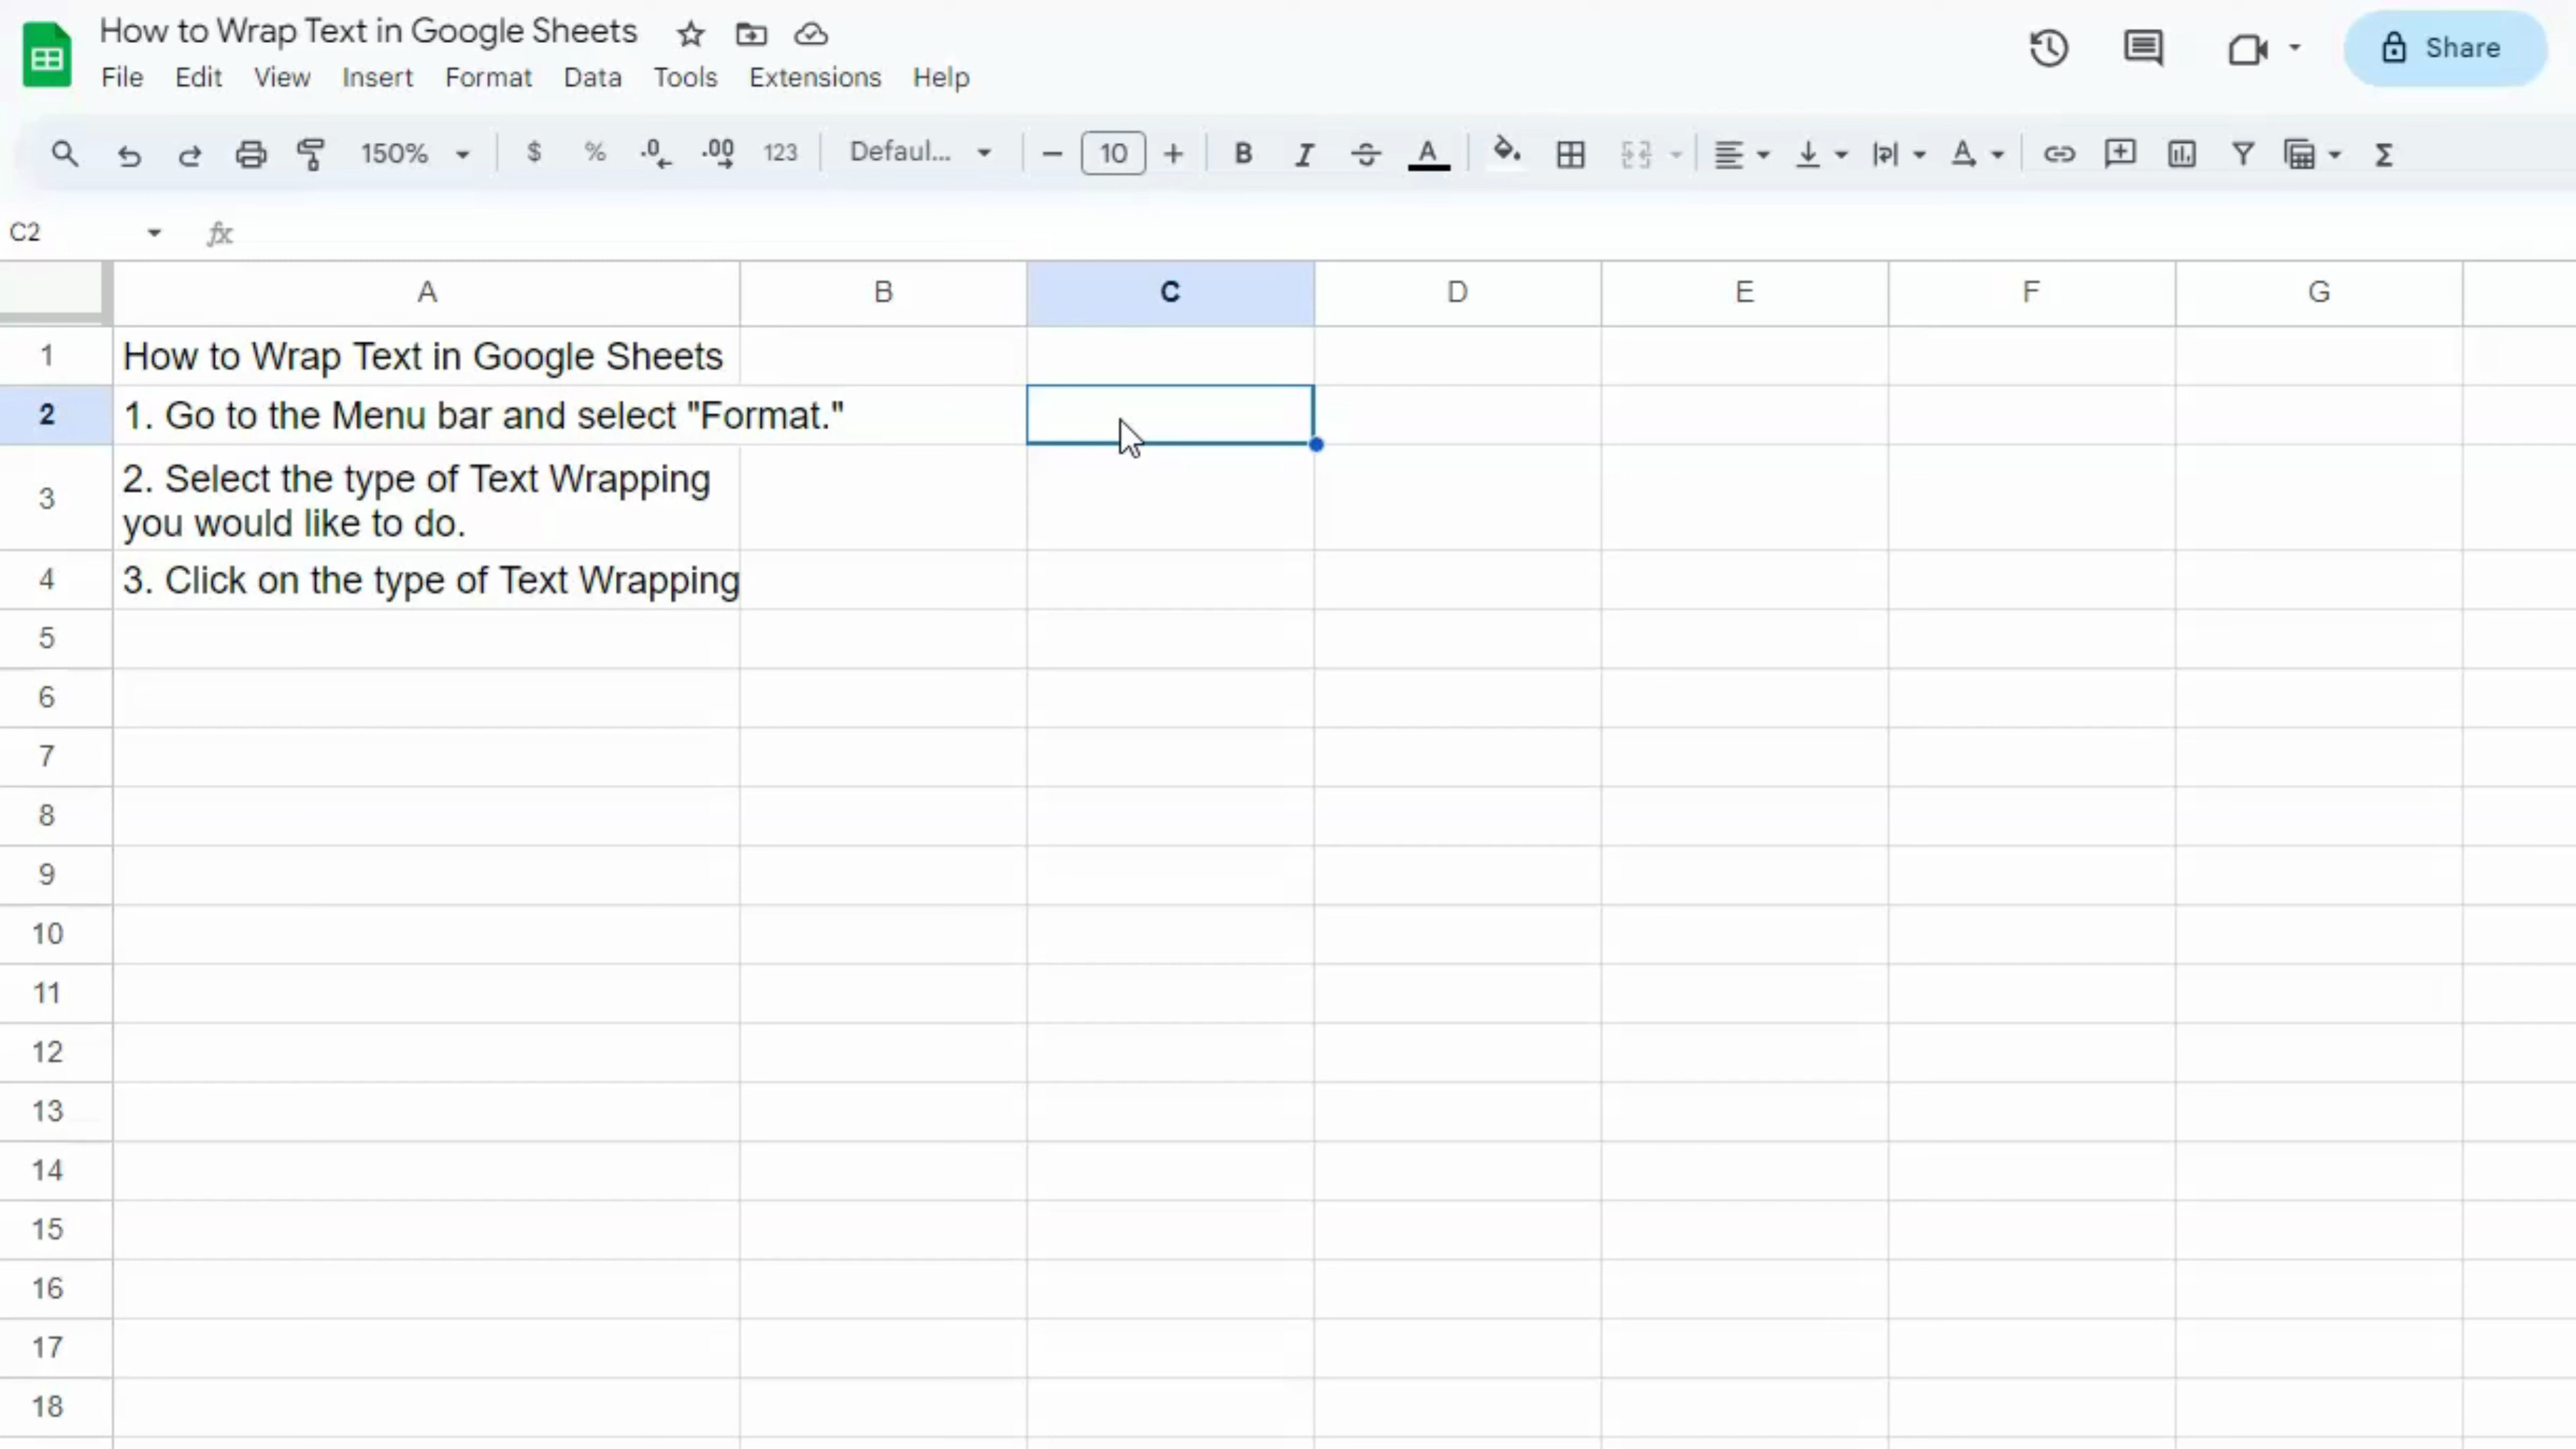 How to Wrap Text in Google Sheets
File Edit View Insert Format Data Tools Extensions Help
Share
150% $ % .0 .00 123 Defaul... 10 B I A A Σ
C2 fx
A B C D E F G
1 How to Wrap Text in Google Sheets
2 1. Go to the Menu bar and select "Format."
3 2. Select the type of Text Wrapping
you would like to do.
4 3. Click on the type of Text Wrapping
5
6
7
8
9
10
11
12
13
14
15
16
17
18